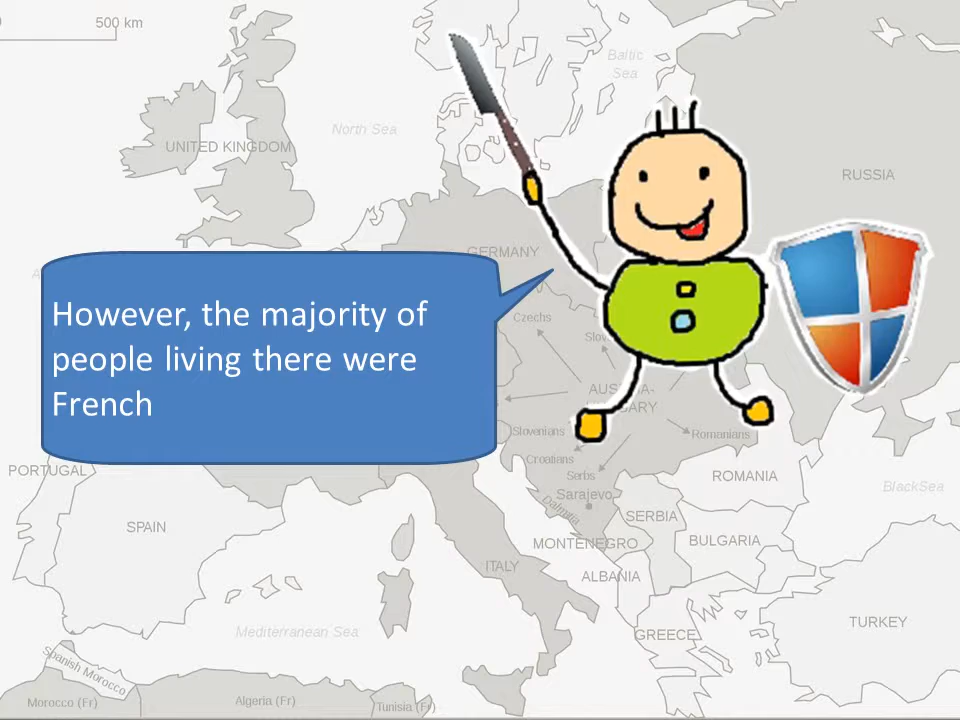 500 km
Baltic
Sea
North Sea
UNITED KINGDOM
RUSSIA
GERMANY
However, the majority of
people living there were
French
Czechs
Slovenians
Croatians
Serbs
Sarajevo
Dalmatia
Romanians
PORTUGAL
ROMANIA
BlackSea
SPAIN
SERBIA
MONTENEGRO
BULGARIA
ITALY
ALBANIA
TURKEY
Mediterranean Sea
GREECE
Spanish Morocco
Morocco (Fr)
Algeria (Fr)
Tunisia (Fr)